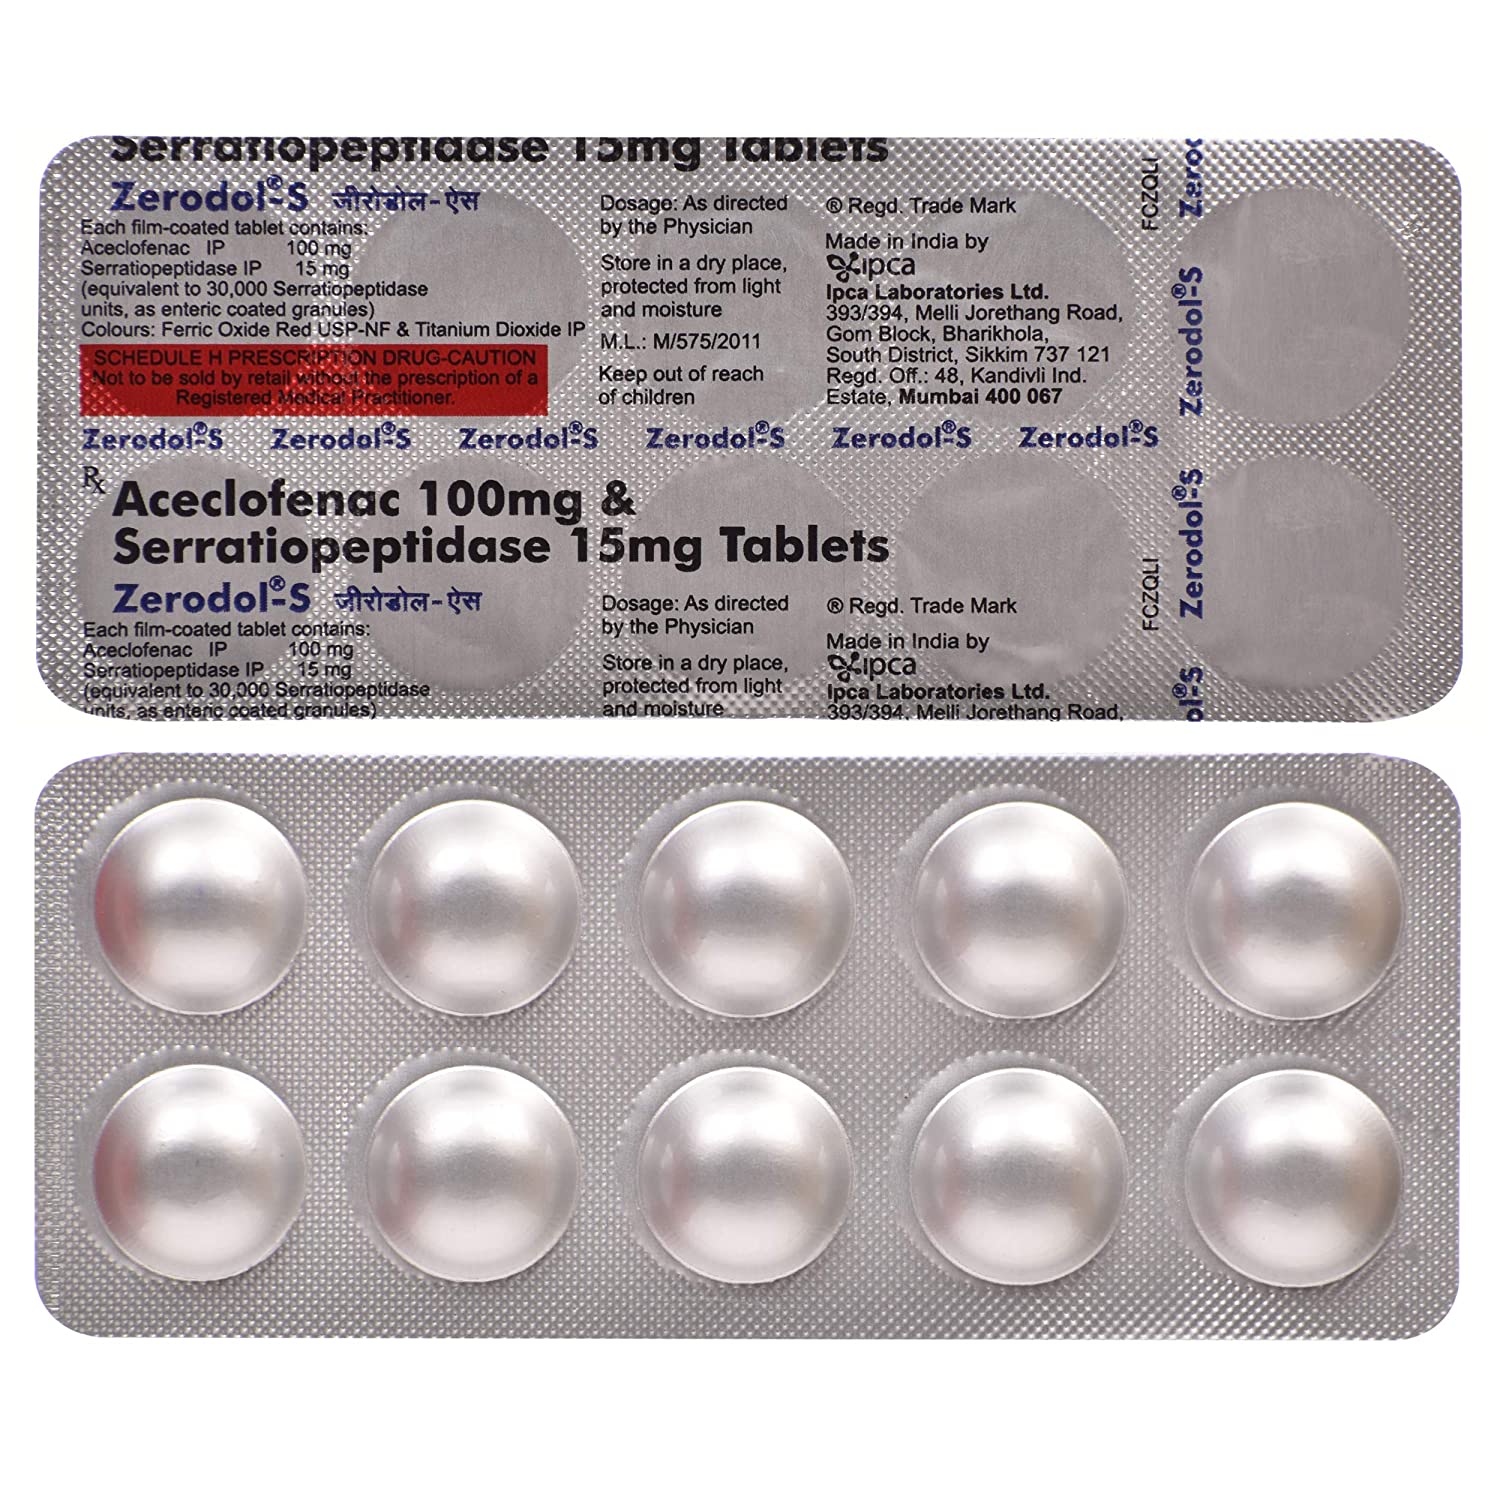 Serratiopeptidase 15mg Tablets
Zerodol®-S जीरोडोल-ऐस
Each film-coated tablet contains:
Aceclofenac IP 100 mg
Serratiopeptidase IP 15 mg
(equivalent to 30,000 Serratiopeptidase
units, as enteric coated granules)
Colours: Ferric Oxide Red USP-NF & Titanium Dioxide IP
SCHEDULE H PRESCRIPTION DRUG-CAUTION
Not to be sold by retail without the prescription of a
Registered Medical Practitioner.
Dosage: As directed
by the Physician
Store in a dry place,
protected from light
and moisture
M.L.: M/575/2011
Keep out of reach
of children
® Regd. Trade Mark
Made in India by
ipca
Ipca Laboratories Ltd.
393/394, Melli Jorethang Road,
Gom Block, Bharikhola,
South District, Sikkim 737 121
Regd. Off.: 48, Kandivli Ind.
Estate, Mumbai 400 067
FCZQLI
Zerodol®-S Zerodol®-S Zerodol®-S Zerodol®-S Zerodol®-S Zerodol®-S
Rx Aceclofenac 100mg &
Serratiopeptidase 15mg Tablets
Zerodol®-S जीरोडोल-ऐस
Each film-coated tablet contains:
Aceclofenac IP 100 mg
Serratiopeptidase IP 15 mg
(equivalent to 30,000 Serratiopeptidase
units, as enteric coated granules)
Dosage: As directed
by the Physician
Store in a dry place,
protected from light
and moisture
® Regd. Trade Mark
Made in India by
ipca
Ipca Laboratories Ltd.
393/394, Melli Jorethang Road,
FCZQLI
Zerod
Zerodol®-S
Zerodol®-S
ol®-S